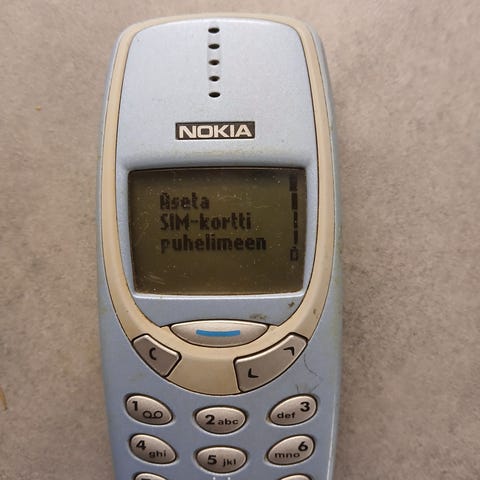 NOKIA
Aseta
SIM-kortti
puhelimeen
1
2 abc
def 3
4 ghi
5 jkl
mno 6